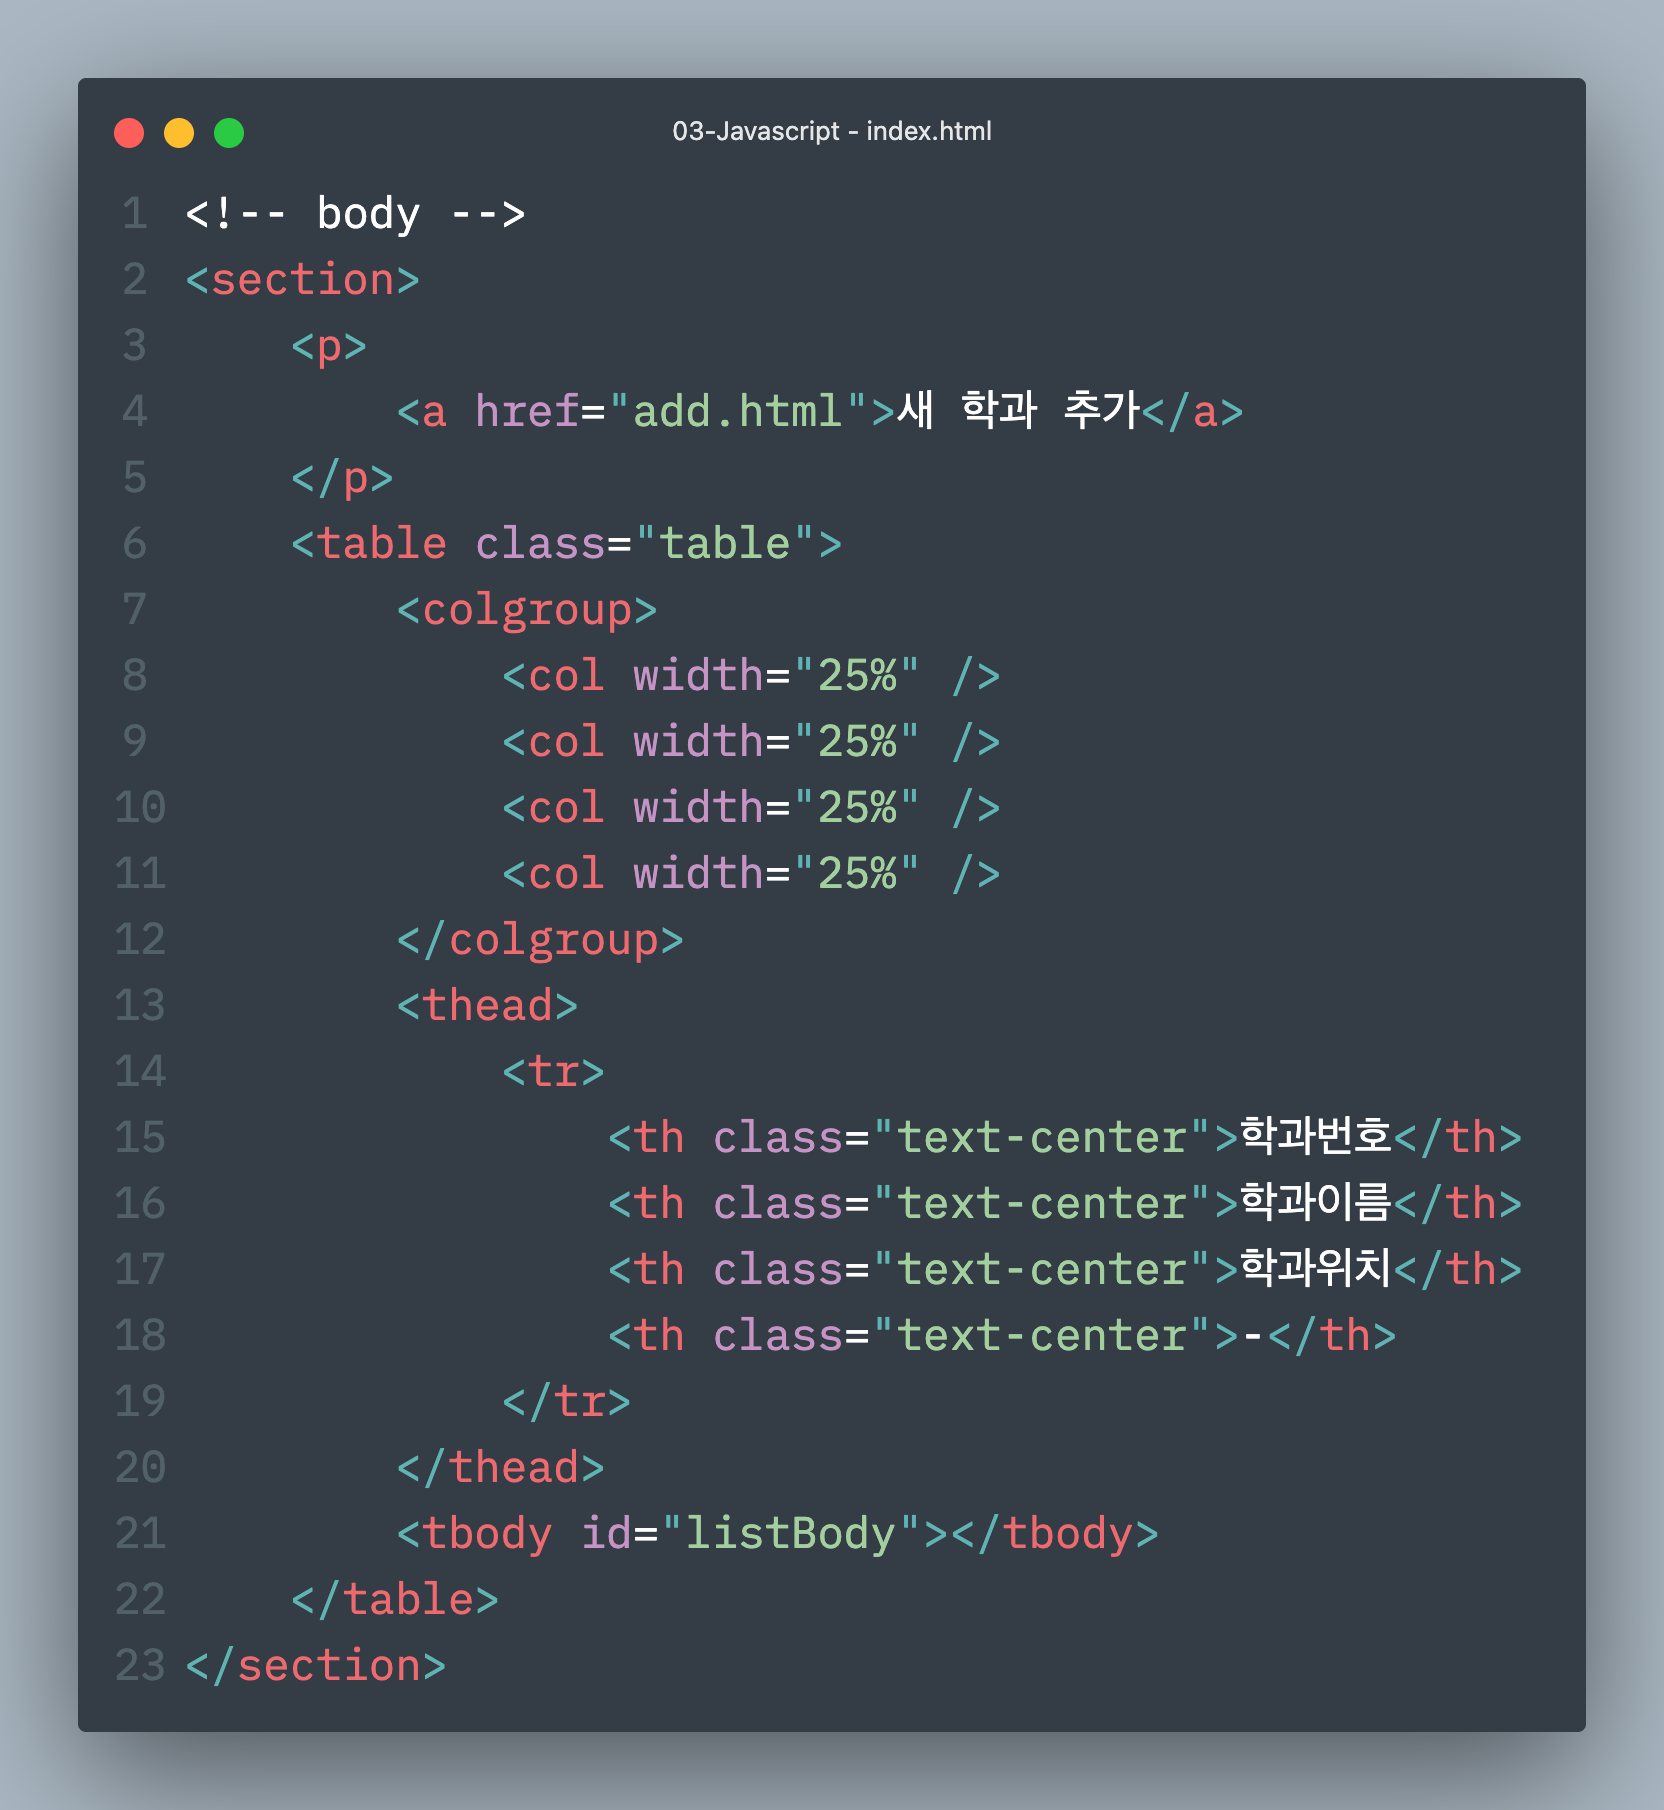 03-Javascript - index.html
1 <!-- body -->
2 <section>
3     <p>
4         <a href="add.html">새 학과 추가</a>
5     </p>
6     <table class="table">
7         <colgroup>
8             <col width="25%" />
9             <col width="25%" />
10             <col width="25%" />
11             <col width="25%" />
12         </colgroup>
13         <thead>
14             <tr>
15                 <th class="text-center">학과번호</th>
16                 <th class="text-center">학과이름</th>
17                 <th class="text-center">학과위치</th>
18                 <th class="text-center">-</th>
19             </tr>
20         </thead>
21         <tbody id="listBody"></tbody>
22     </table>
23 </section>